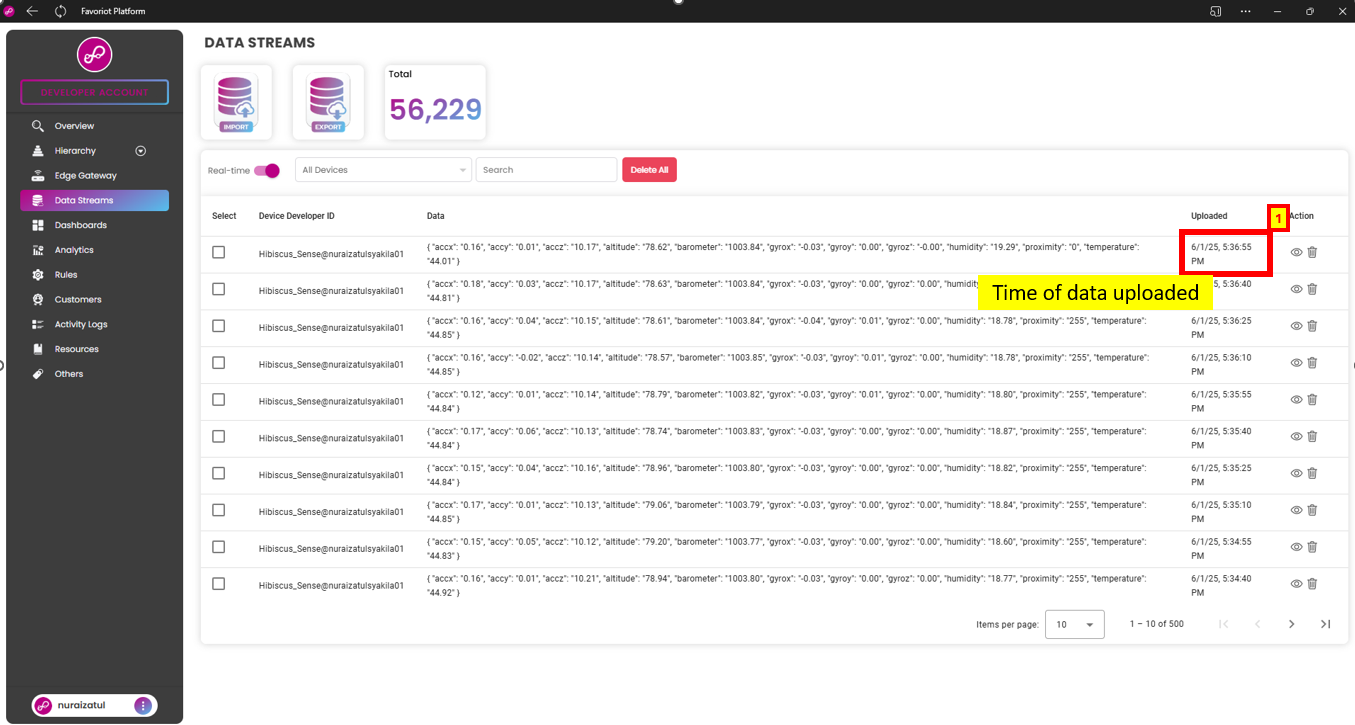 Favoriot Platform
DEVELOPER ACCOUNT
Overview
Hierarchy
Edge Gateway
Data Streams
Dashboards
Analytics
Rules
Customers
Activity Logs
Resources
Others
nuraizatul
DATA STREAMS
IMPORT
EXPORT
Total
56,229
Real-time
All Devices
Search
Delete All
Select Device Developer ID Data Uploaded 1 Action
Hibiscus_Sense@nuraizatulsyakila01 { "accx": "0.16", "accy": "0.01", "accz": "10.17", "altitude": "78.62", "barometer": "1003.84", "gyrox": "-0.03", "gyroy": "0.00", "gyroz": "-0.00", "humidity": "19.29", "proximity": "0", "temperature": 6/1/25, 5:36:55
"44.01" } PM
Hibiscus_Sense@nuraizatulsyakila01 { "accx": "0.18", "accy": "0.03", "accz": "10.17", "altitude": "78.63", "barometer": "1003.84", "gyrox": "-0.03", "gyroy": "0.00", "gyroz": "0.00", "humidity 6/1/25, 5:36:40
"44.81" }
Time of data uploaded
Hibiscus_Sense@nuraizatulsyakila01 { "accx": "0.16", "accy": "0.04", "accz": "10.15", "altitude": "78.61", "barometer": "1003.84", "gyrox": "-0.04", "gyroy": "0.01", "gyroz": "0.00", "humidity": "18.78", "proximity": "255", "temperature": 6/1/25, 5:36:25
"44.85" } PM
Hibiscus_Sense@nuraizatulsyakila01 { "accx": "0.16", "accy": "-0.02", "accz": "10.14", "altitude": "78.57", "barometer": "1003.85", "gyrox": "-0.03", "gyroy": "0.01", "gyroz": "0.00", "humidity": "18.78", "proximity": "255", "temperature": 6/1/25, 5:36:10
"44.85" } PM
Hibiscus_Sense@nuraizatulsyakila01 { "accx": "0.12", "accy": "0.01", "accz": "10.14", "altitude": "78.79", "barometer": "1003.82", "gyrox": "-0.03", "gyroy": "0.01", "gyroz": "0.00", "humidity": "18.80", "proximity": "255", "temperature": 6/1/25, 5:35:55
"44.84" } PM
Hibiscus_Sense@nuraizatulsyakila01 { "accx": "0.17", "accy": "0.06", "accz": "10.13", "altitude": "78.74", "barometer": "1003.83", "gyrox": "-0.03", "gyroy": "0.01", "gyroz": "0.00", "humidity": "18.87", "proximity": "255", "temperature": 6/1/25, 5:35:40
"44.84" } PM
Hibiscus_Sense@nuraizatulsyakila01 { "accx": "0.15", "accy": "0.04", "accz": "10.16", "altitude": "78.96", "barometer": "1003.80", "gyrox": "-0.03", "gyroy": "0.00", "gyroz": "0.00", "humidity": "18.82", "proximity": "255", "temperature": 6/1/25, 5:35:25
"44.84" } PM
Hibiscus_Sense@nuraizatulsyakila01 { "accx": "0.17", "accy": "0.01", "accz": "10.13", "altitude": "79.06", "barometer": "1003.79", "gyrox": "-0.03", "gyroy": "0.00", "gyroz": "0.00", "humidity": "18.84", "proximity": "255", "temperature": 6/1/25, 5:35:10
"44.85" } PM
Hibiscus_Sense@nuraizatulsyakila01 { "accx": "0.15", "accy": "0.05", "accz": "10.12", "altitude": "79.20", "barometer": "1003.77", "gyrox": "-0.03", "gyroy": "0.00", "gyroz": "0.00", "humidity": "18.60", "proximity": "255", "temperature": 6/1/25, 5:34:55
"44.83" } PM
Hibiscus_Sense@nuraizatulsyakila01 { "accx": "0.16", "accy": "0.01", "accz": "10.21", "altitude": "78.94", "barometer": "1003.80", "gyrox": "-0.03", "gyroy": "0.00", "gyroz": "0.00", "humidity": "18.77", "proximity": "255", "temperature": 6/1/25, 5:34:40
"44.92" } PM
Items per page: 10 1 – 10 of 500